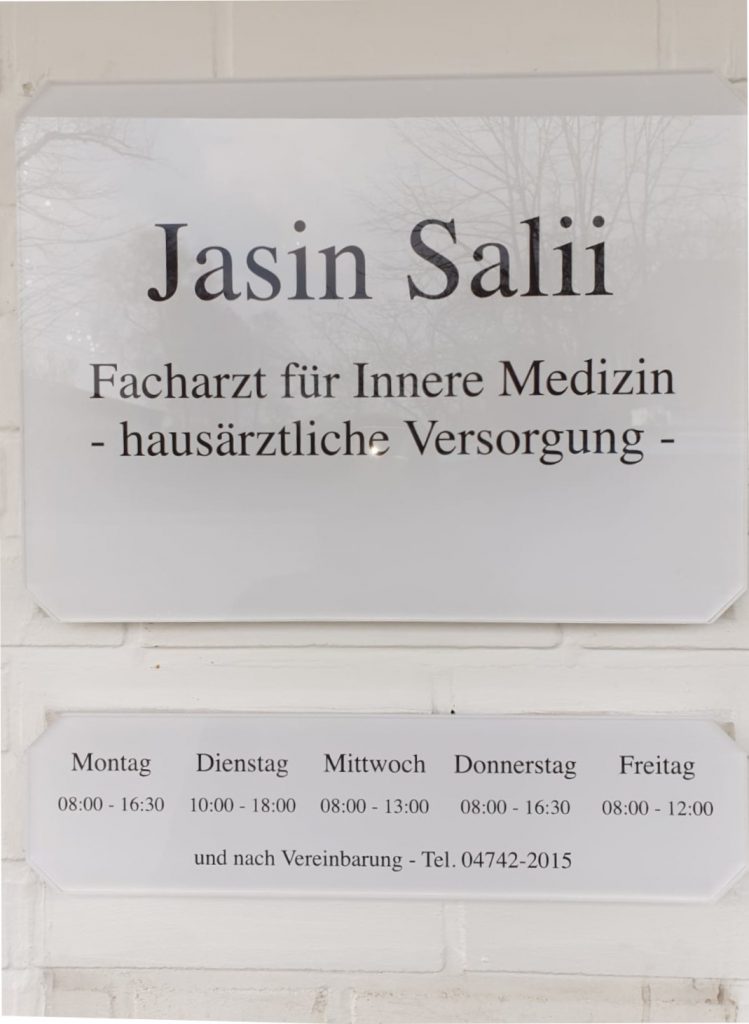 Jasin Salii
Facharzt für Innere Medizin
- hausärztliche Versorgung -
Montag Dienstag Mittwoch Donnerstag Freitag
08:00 - 16:30 10:00 - 18:00 08:00 - 13:00 08:00 - 16:30 08:00 - 12:00
und nach Vereinbarung - Tel. 04742-2015